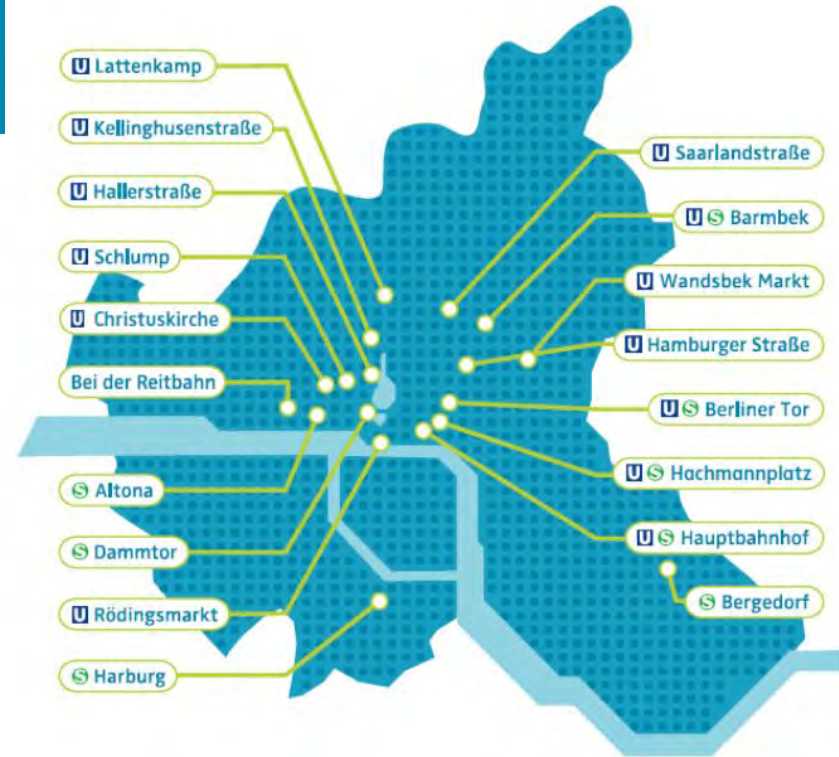 U Lattenkamp
U Kellinghusenstraße
U Hallerstraße
U Schlump
U Christuskirche
Bei der Reitbahn
S Altona
S Dammtor
U Rödingsmarkt
S Harburg
U Saarlandstraße
U S Barmbek
U Wandsbek Markt
U Hamburger Straße
U S Berliner Tor
U S Hachmannplatz
U S Hauptbahnhof
S Bergedorf